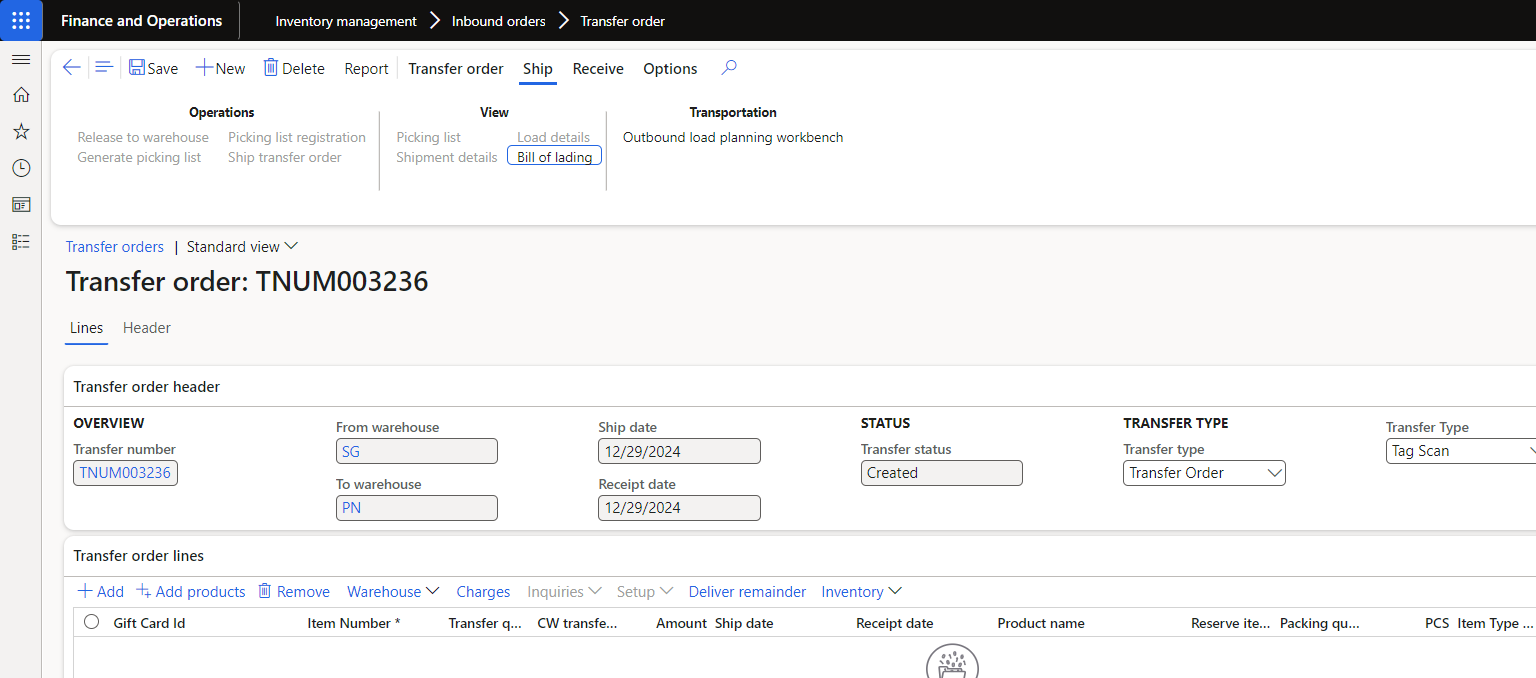 Finance and Operations
Inventory management > Inbound orders > Transfer order
Save New Delete Report Transfer order Ship Receive Options
Operations
Release to warehouse Picking list registration
Generate picking list Ship transfer order
View
Picking list Load details
Shipment details Bill of lading
Transportation
Outbound load planning workbench
Transfer orders | Standard view
Transfer order: TNUM003236
Lines Header
Transfer order header
OVERVIEW
Transfer number
TNUM003236
From warehouse
SG
To warehouse
PN
Ship date
12/29/2024
Receipt date
12/29/2024
STATUS
Transfer status
Created
TRANSFER TYPE
Transfer type
Transfer Order
Transfer Type
Tag Scan
Transfer order lines
Add Add products Remove Warehouse Charges Inquiries Setup Deliver remainder Inventory
Gift Card Id Item Number * Transfer q... CW transfe... Amount Ship date Receipt date Product name Reserve ite... Packing qu... PCS Item Type ...